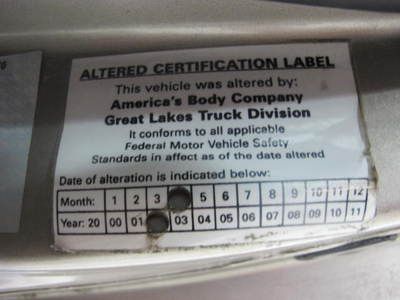 ALTERED CERTIFICATION LABEL
This vehicle was altered by:
America's Body Company
Great Lakes Truck Division
It conforms to all applicable
Federal Motor Vehicle Safety
Standards in affect as of the date altered
Date of alteration is indicated below:
Month: 1 2 3 5 6 7 8 9 10 11 12
Year: 20 00 01 03 04 05 06 07 08 09 10 11